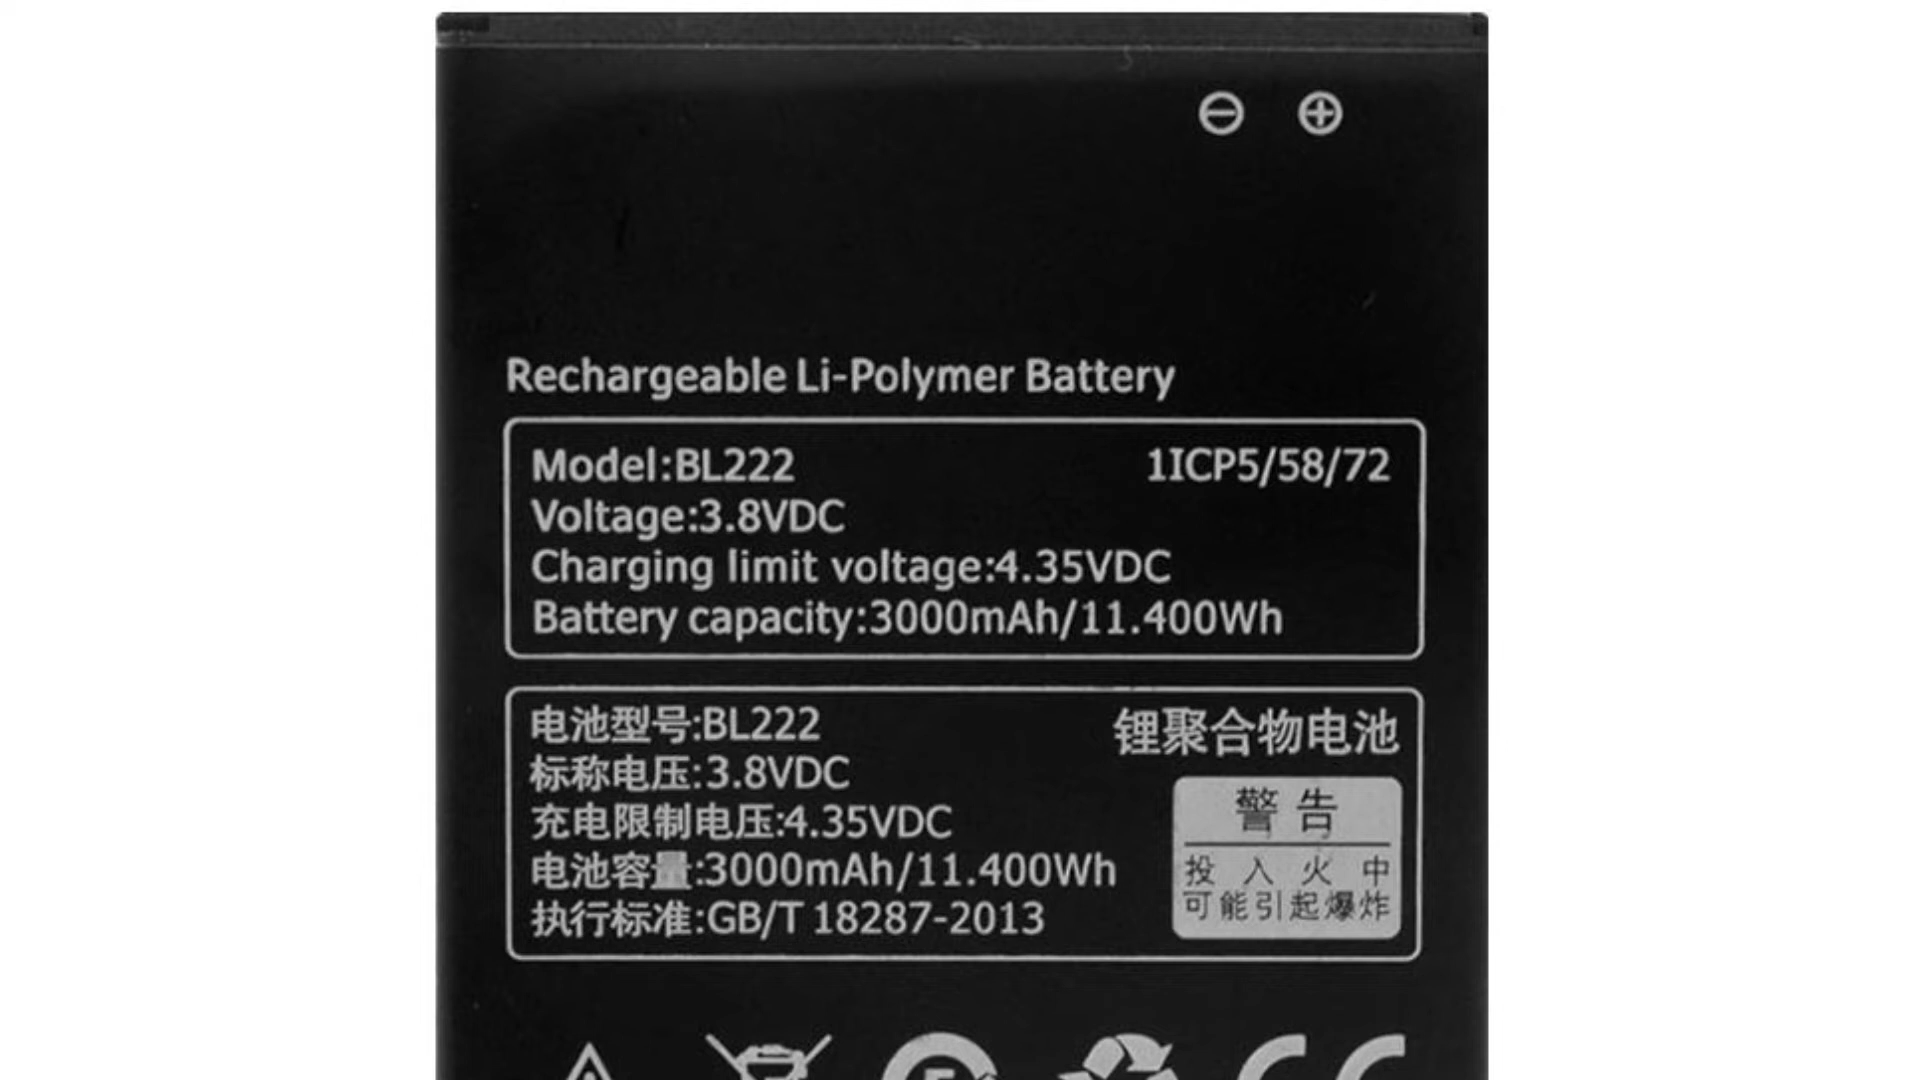 Rechargeable Li-Polymer Battery
Model:BL222 1ICP5/58/72
Voltage:3.8VDC
Charging limit voltage:4.35VDC
Battery capacity:3000mAh/11.400Wh
电池型号:BL222 锂聚合物电池
标称电压:3.8VDC
充电限制电压:4.35VDC
电池容量:3000mAh/11.400Wh
执行标准:GB/T 18287-2013
警告
投入火中
可能引起爆炸